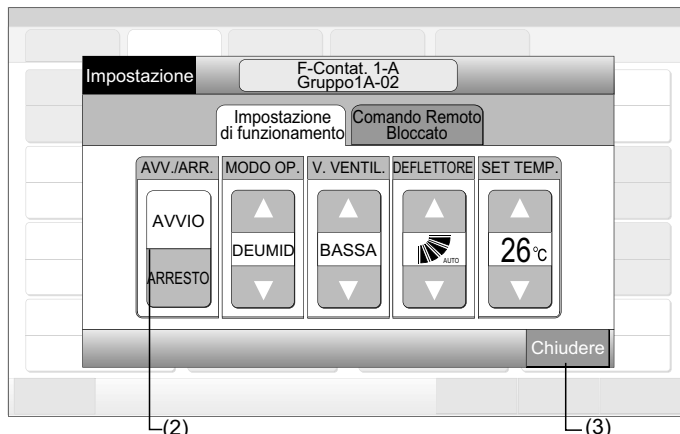 Impostazione
F-Contat. 1-A
Gruppo1A-02
Impostazione
di funzionamento
Comando Remoto
Bloccato
AVV./ARR.
MODO OP.
V. VENTIL.
DEFLETTORE
SET TEMP.
AVVIO
ARRESTO
DEUMID
BASSA
AUTO
26°C
Chiudere
(2)
(3)